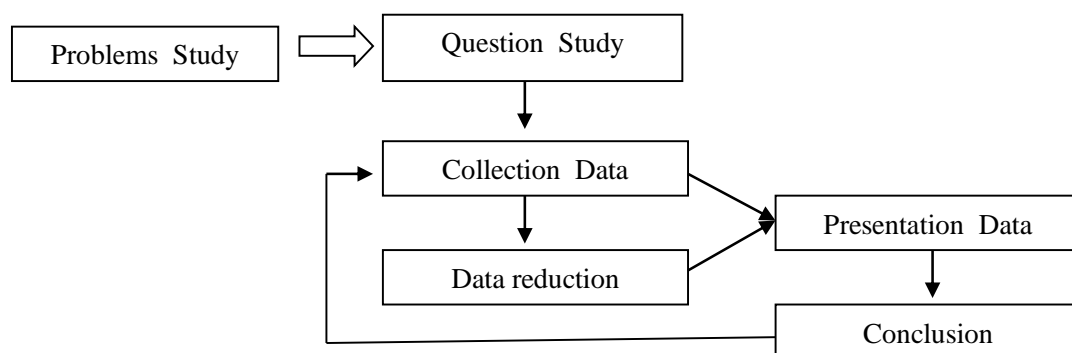 Problems Study
Question Study
Collection Data
Data reduction
Presentation Data
Conclusion